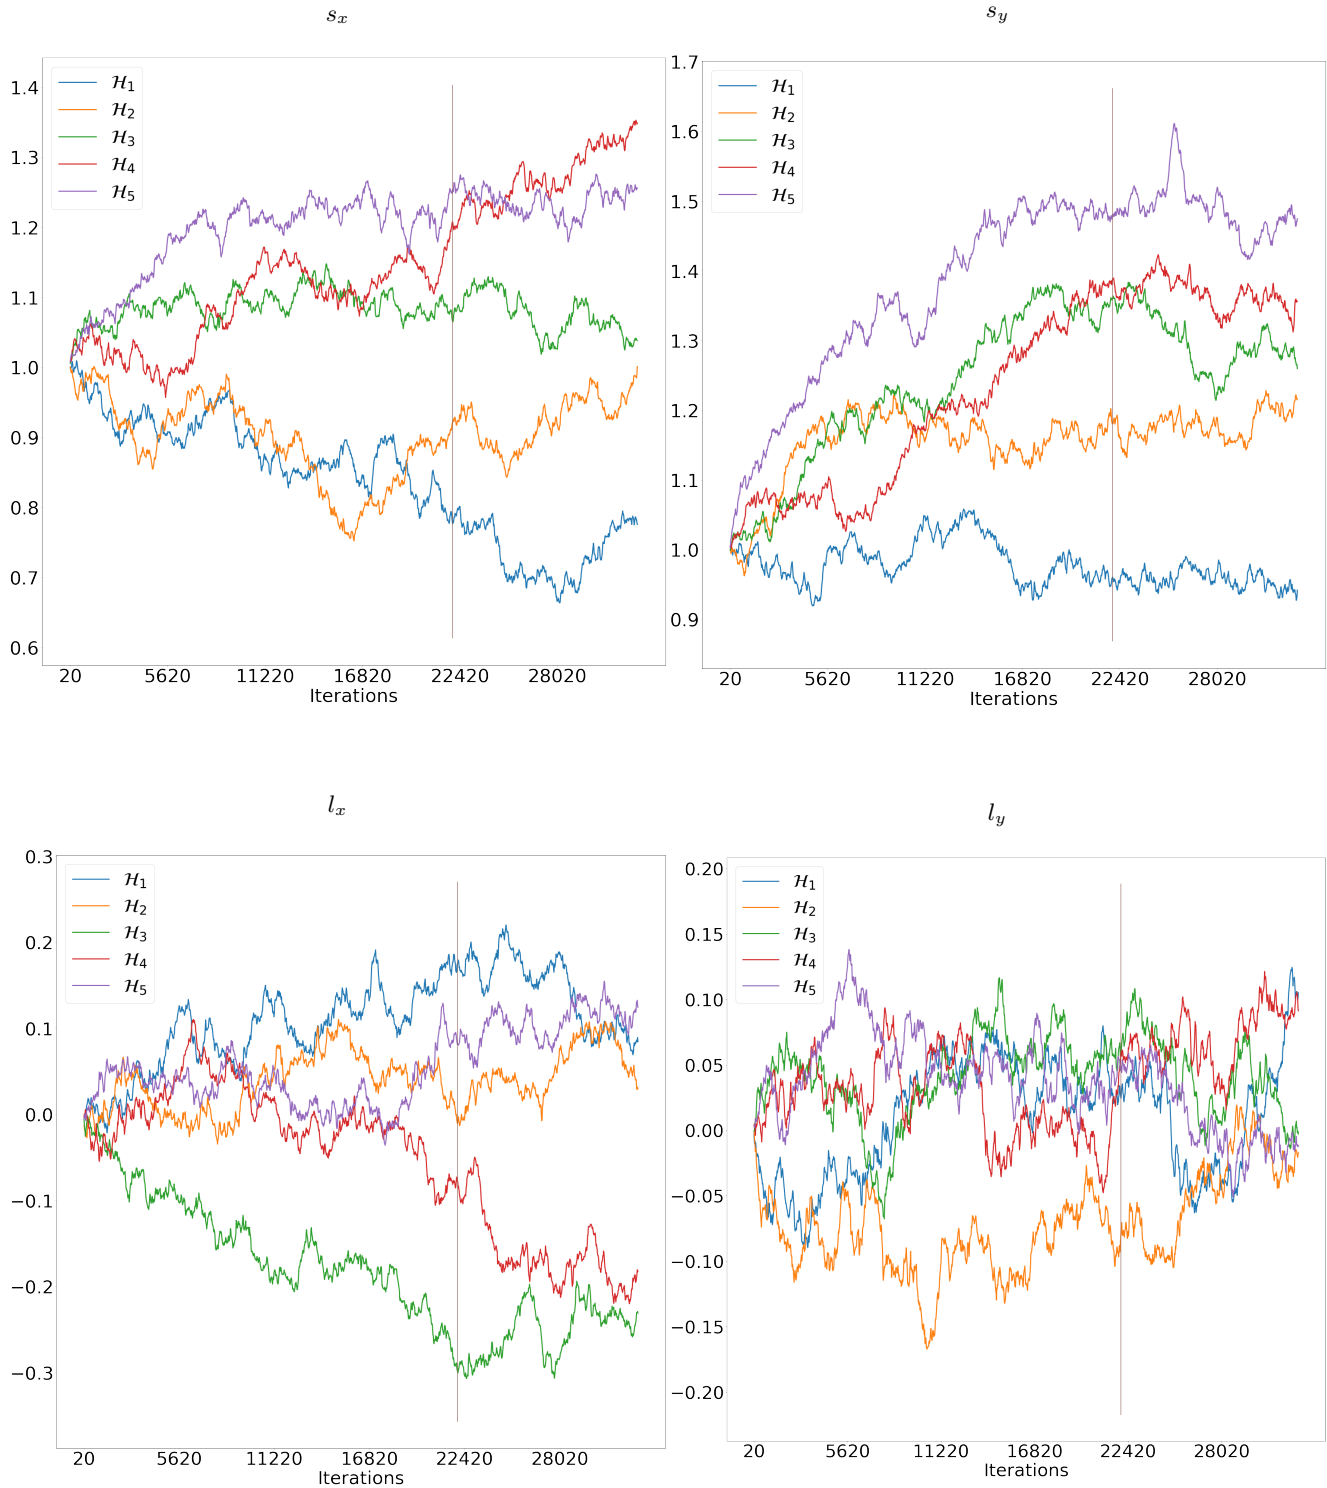 s_x
1.4
1.3
1.2
1.1
1.0
0.9
0.8
0.7
0.6
H_1
H_2
H_3
H_4
H_5
20 5620 11220 16820 22420 28020
Iterations
s_y
1.7
1.6
1.5
1.4
1.3
1.2
1.1
1.0
0.9
H_1
H_2
H_3
H_4
H_5
20 5620 11220 16820 22420 28020
Iterations
l_x
0.3
0.2
0.1
0.0
−0.1
−0.2
−0.3
H_1
H_2
H_3
H_4
H_5
20 5620 11220 16820 22420 28020
Iterations
l_y
0.20
0.15
0.10
0.05
0.00
−0.05
−0.10
−0.15
−0.20
H_1
H_2
H_3
H_4
H_5
20 5620 11220 16820 22420 28020
Iterations